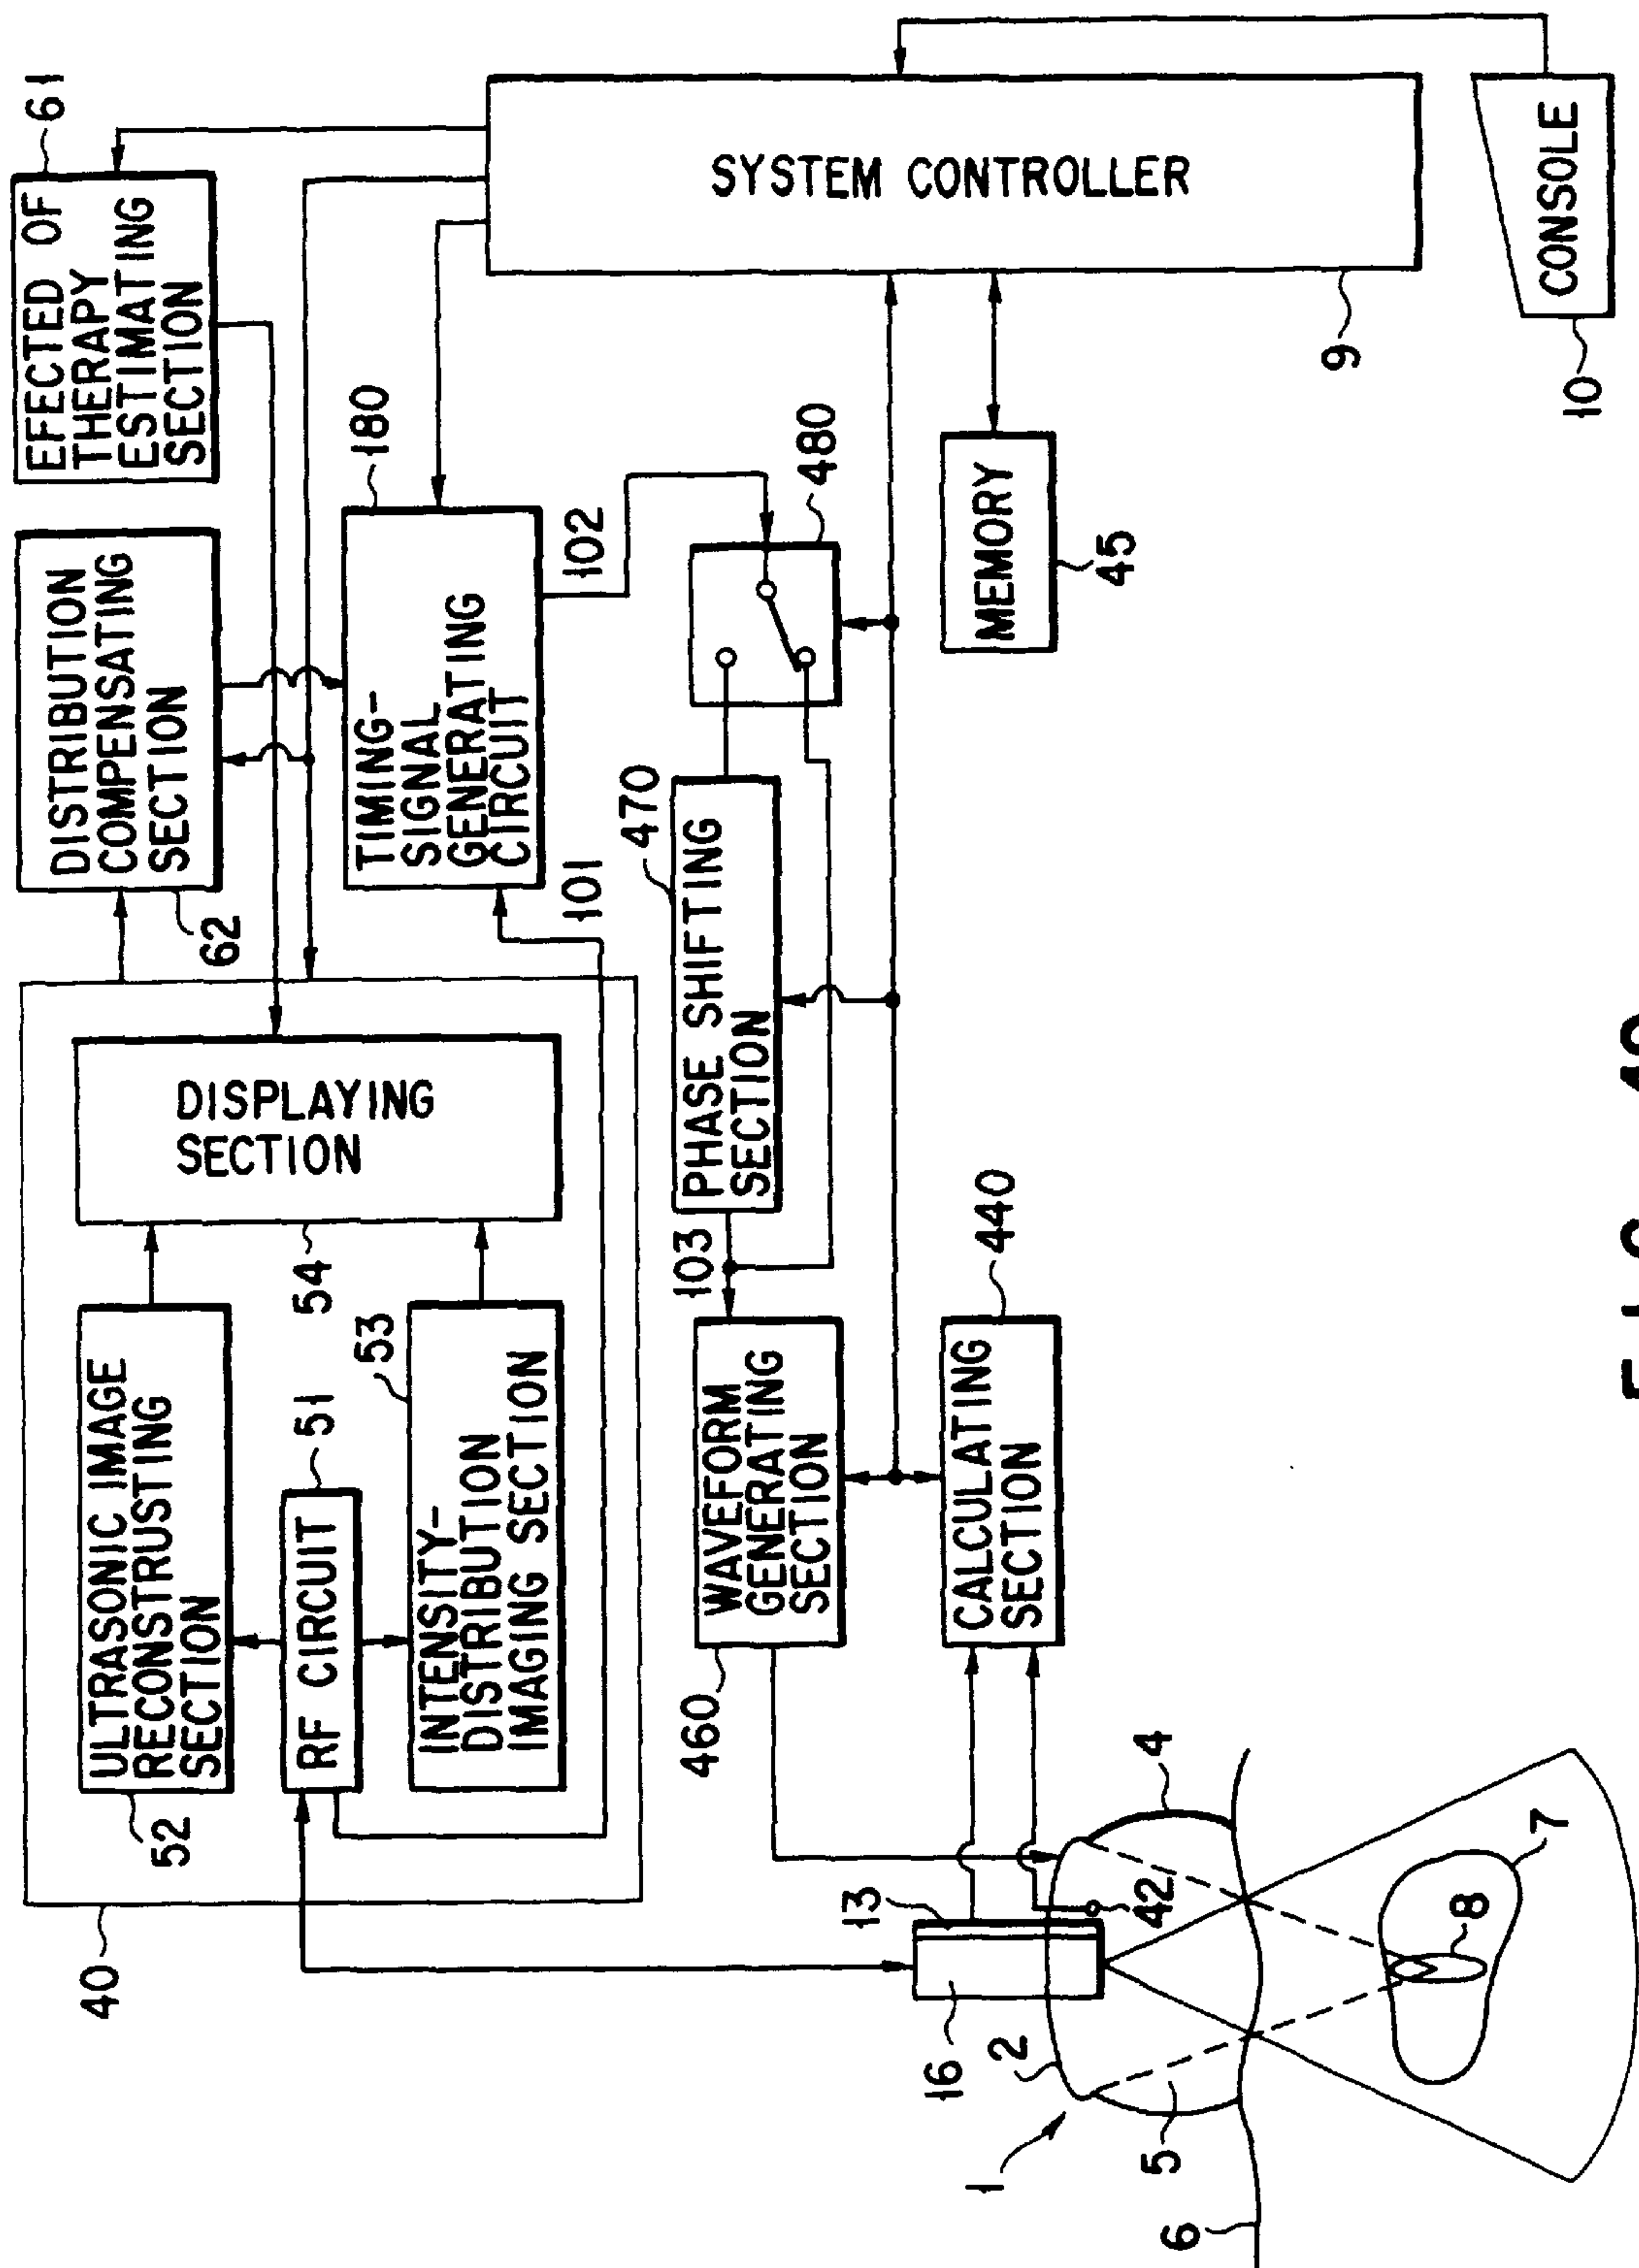 40
52
ULTRASONIC IMAGE
RECONSTRUSTING
SECTION
RF CIRCUIT
51
INTENSITY-
DISTRIBUTION
IMAGING SECTION
53
54
DISPLAYING
SECTION
62
DISTRIBUTION
COMPENSATING
SECTION
EFFECTED OF
THERAPY
ESTIMATING
SECTION
61
TIMING-
SIGNAL
GENERATING
CIRCUIT
180
101
102
460
WAVEFORM
GENERATING
SECTION
103
PHASE SHIFTING
SECTION
470
480
CALCULATING
SECTION
440
MEMORY
45
SYSTEM CONTROLLER
9
CONSOLE
10
1
2
16
13
42
4
5
6
7
8